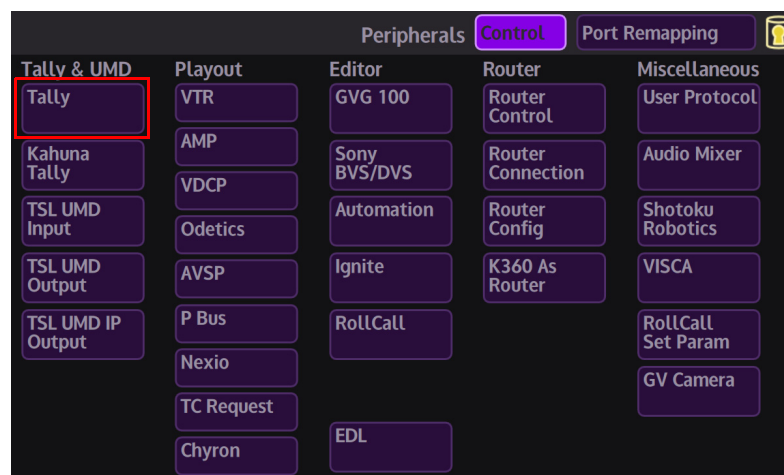 Peripherals Control Port Remapping
Tally & UMD Playout Editor Router Miscellaneous
Tally
Kahuna
Tally
TSL UMD
Input
TSL UMD
Output
TSL UMD IP
Output
VTR
AMP
VDCP
Odetics
AVSP
P Bus
Nexio
TC Request
Chyron
GVG 100
Sony
BVS/DVS
Automation
Ignite
RollCall
EDL
Router
Control
Router
Connection
Router
Config
K360 As
Router
User Protocol
Audio Mixer
Shotoku
Robotics
VISCA
RollCall
Set Param
GV Camera